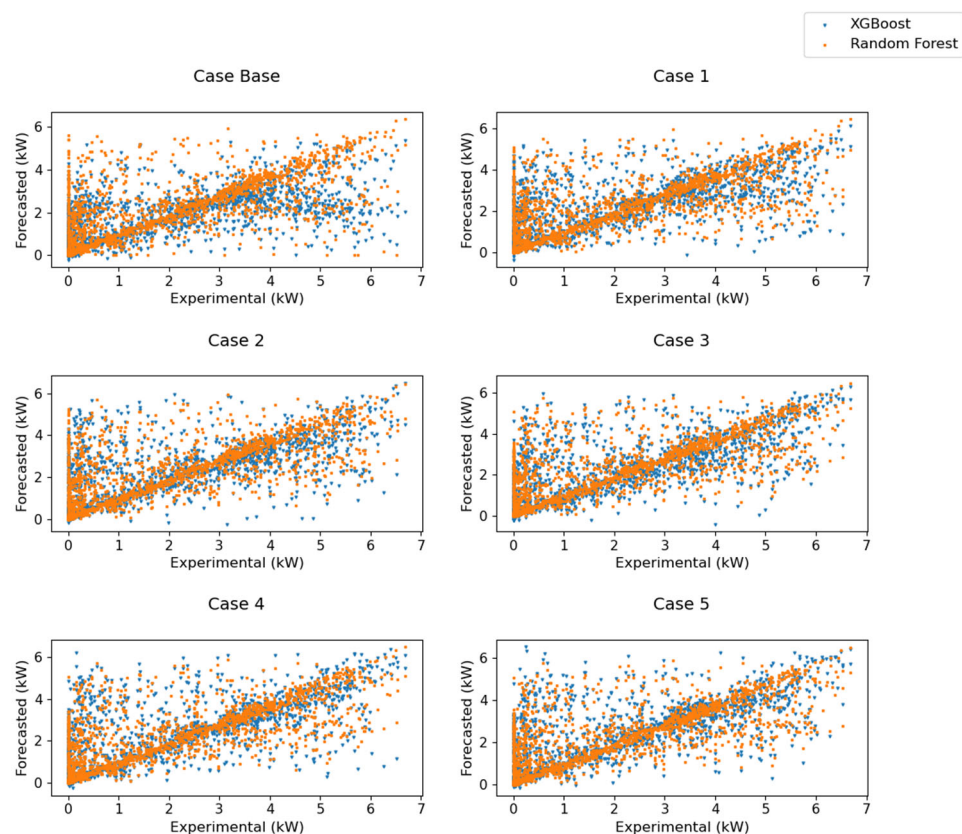 XGBoost
Random Forest
Case Base
Case 1
Forecasted (kW)
6
4
2
0
0 1 2 3 4 5 6 7
Experimental (kW)
Forecasted (kW)
6
4
2
0
0 1 2 3 4 5 6 7
Experimental (kW)
Case 2
Case 3
Forecasted (kW)
6
4
2
0
0 1 2 3 4 5 6 7
Experimental (kW)
Forecasted (kW)
6
4
2
0
0 1 2 3 4 5 6 7
Experimental (kW)
Case 4
Case 5
Forecasted (kW)
6
4
2
0
0 1 2 3 4 5 6 7
Experimental (kW)
Forecasted (kW)
6
4
2
0
0 1 2 3 4 5 6 7
Experimental (kW)